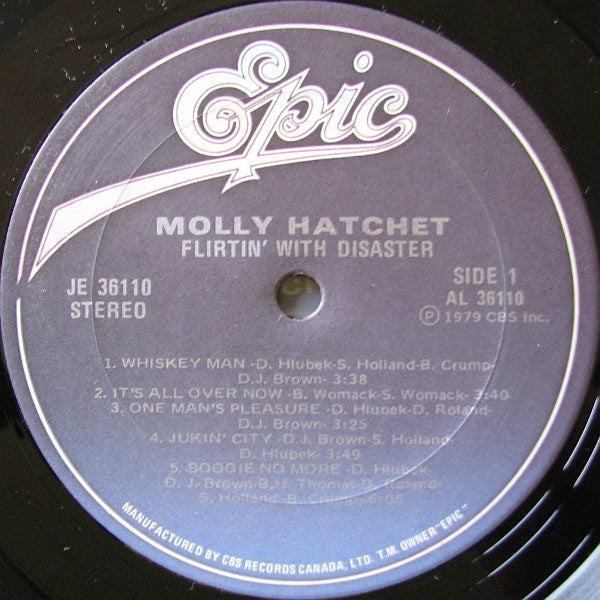 Epic
MOLLY HATCHET
FLIRTIN' WITH DISASTER
JE 36110
STEREO
SIDE 1
AL 36110
Ⓟ 1979 CBS Inc.
1. WHISKEY MAN -D. Hlubek-S. Holland-B. Crump-
D.J. Brown- 3:38
2. IT'S ALL OVER NOW -B. Womack-S. Womack- 3:40
3. ONE MAN'S PLEASURE -D. Hlubek-D. Roland-
D.J. Brown- 3:25
4. JUKIN' CITY -D.J. Brown-S. Holland-
D. Hlubek- 3:49
5. BOOGIE NO MORE -D. Hlubek-
D. J- Brown-B.H. Thomas-D. Roland-
S. Holland-B. Crump- 6:05
MANUFACTURED BY CBS RECORDS CANADA, LTD. T.M. OWNER "EPIC"